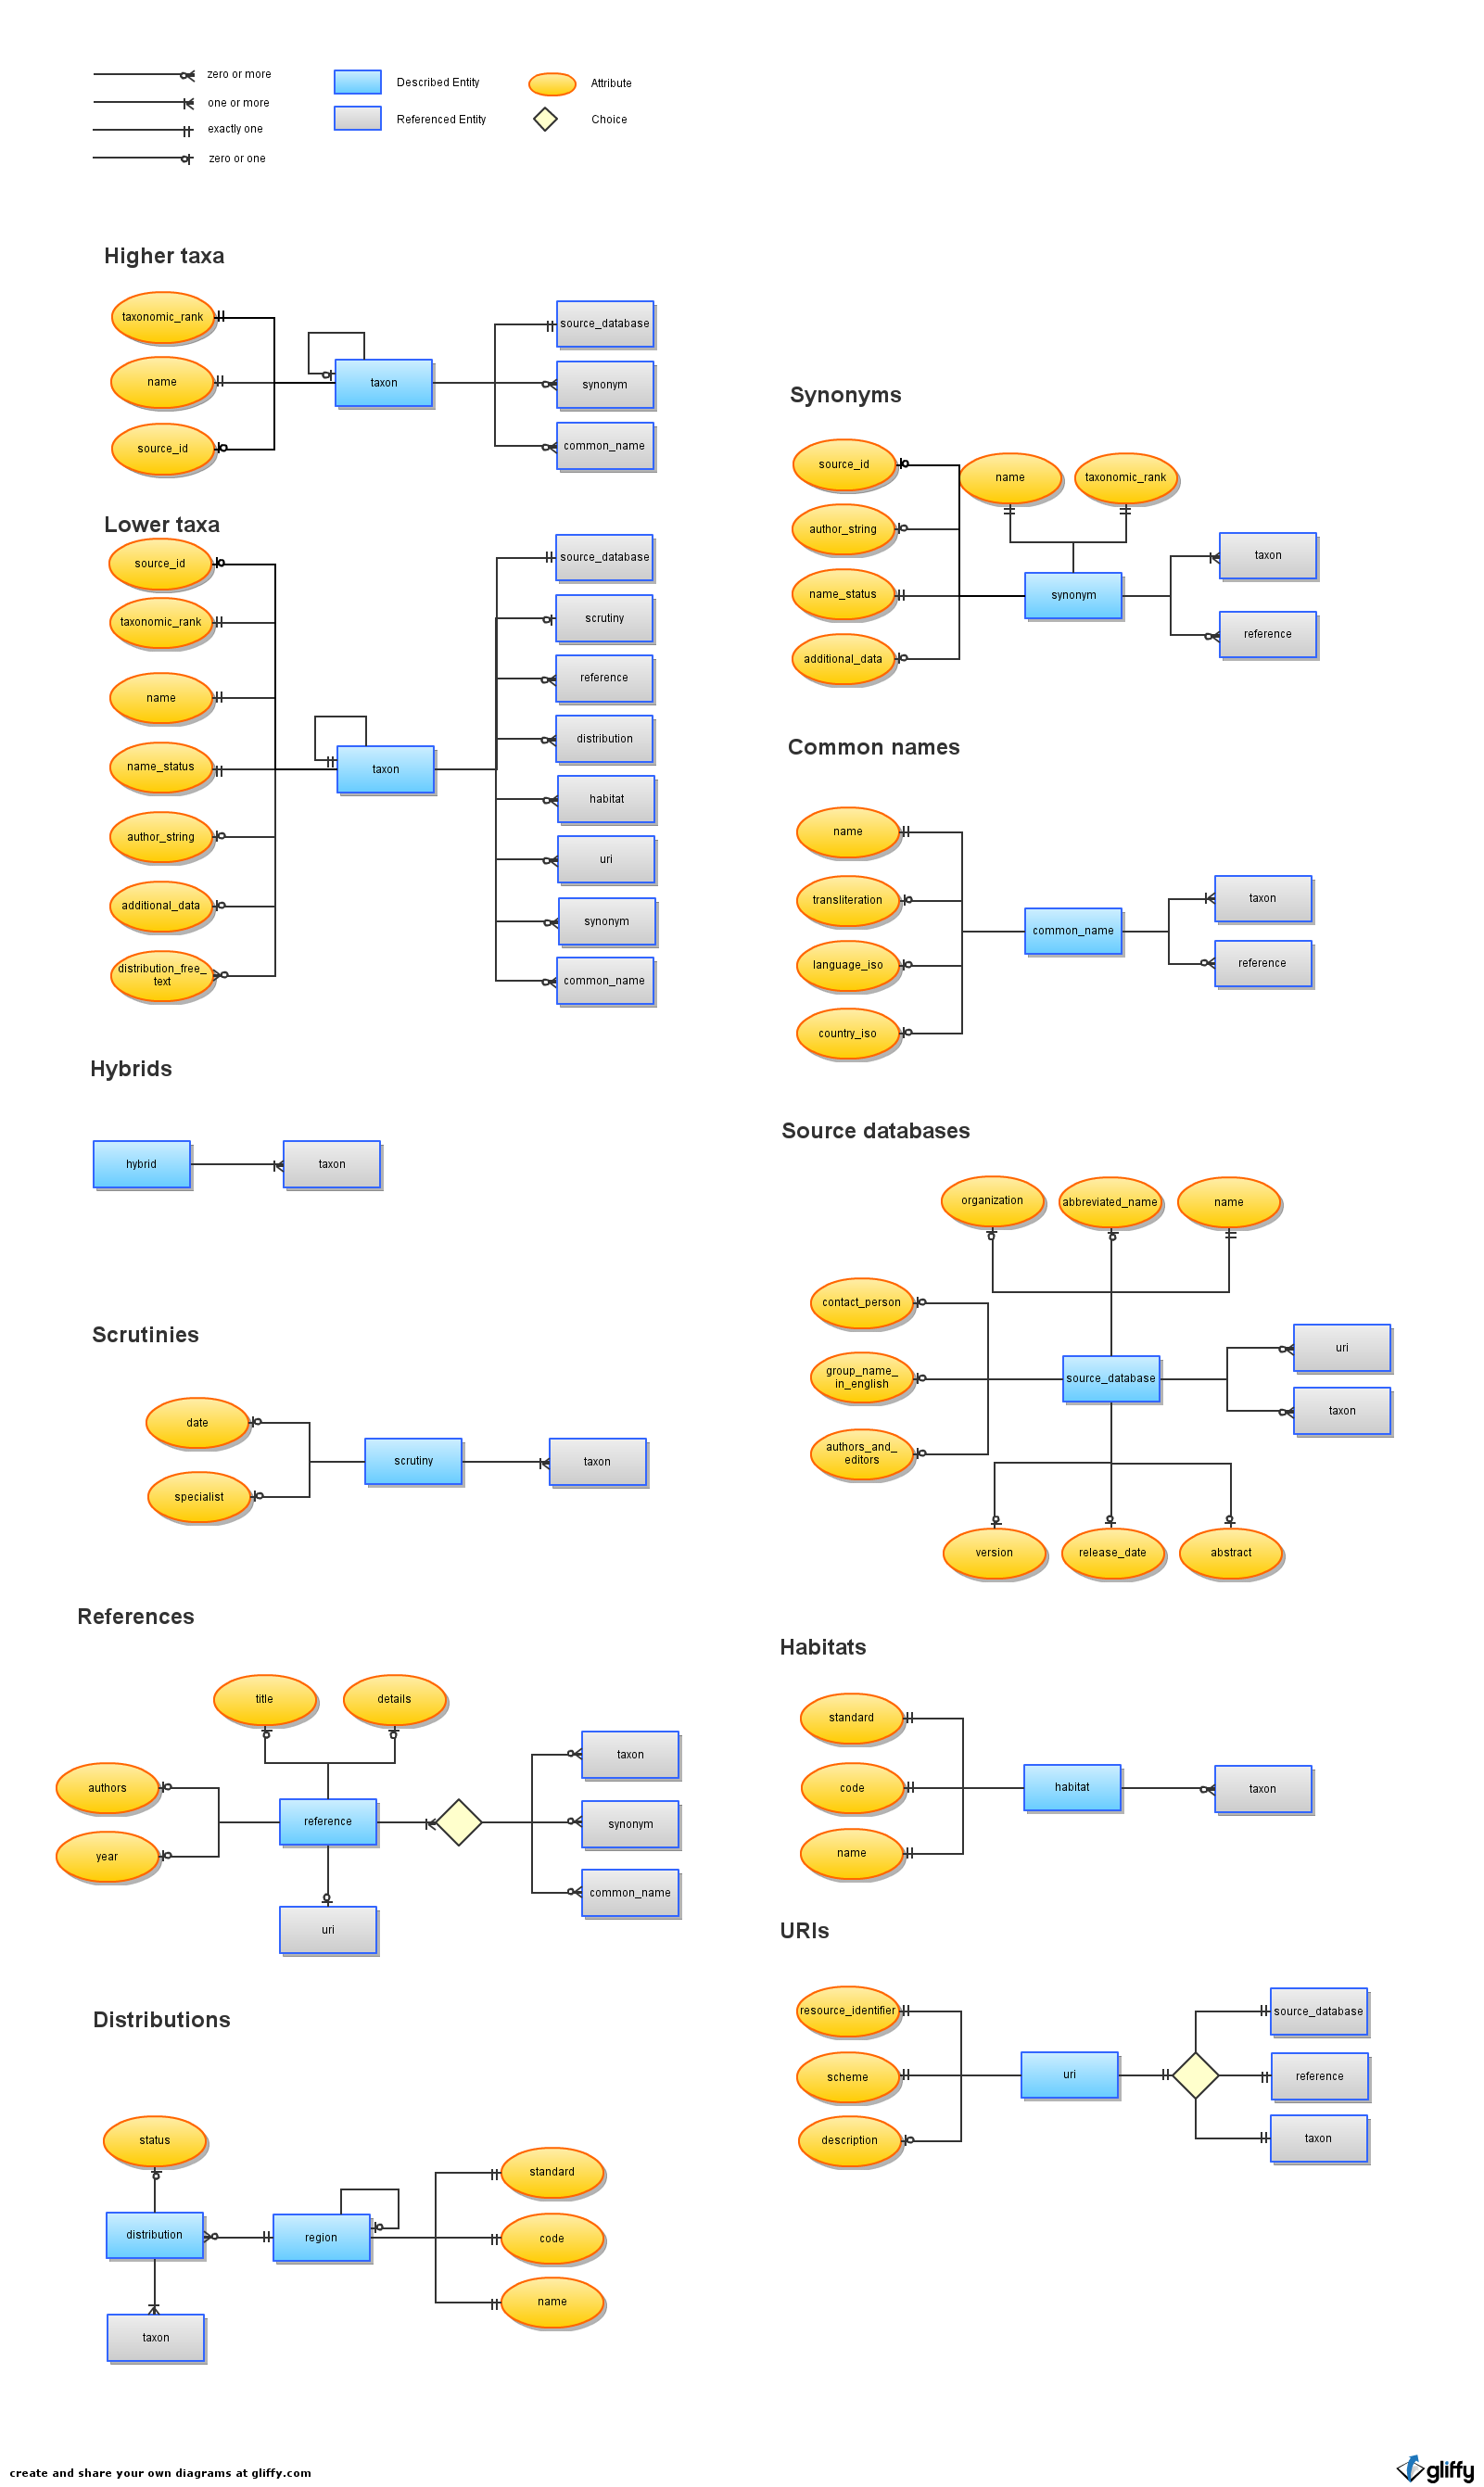 zero or more
one or more
exactly one
zero or one
Described Entity
Referenced Entity
Attribute
Choice
Higher taxa
taxonomic_rank
name
source_id
taxon
source_database
synonym
common_name
Lower taxa
source_id
taxonomic_rank
name
name_status
author_string
additional_data
distribution_free_
text
taxon
source_database
scrutiny
reference
distribution
habitat
uri
synonym
common_name
Hybrids
hybrid
taxon
Scrutinies
date
specialist
scrutiny
taxon
References
title
details
authors
year
reference
uri
taxon
synonym
common_name
Distributions
status
distribution
taxon
region
standard
code
name
Synonyms
source_id
author_string
name_status
additional_data
name
taxonomic_rank
synonym
taxon
reference
Common names
name
transliteration
language_iso
country_iso
common_name
taxon
reference
Source databases
organization
abbreviated_name
name
contact_person
group_name_
in_english
authors_and_
editors
source_database
uri
taxon
version
release_date
abstract
Habitats
standard
code
name
habitat
taxon
URIs
resource_identifier
scheme
description
uri
source_database
reference
taxon
create and share your own diagrams at gliffy.com
gliffy